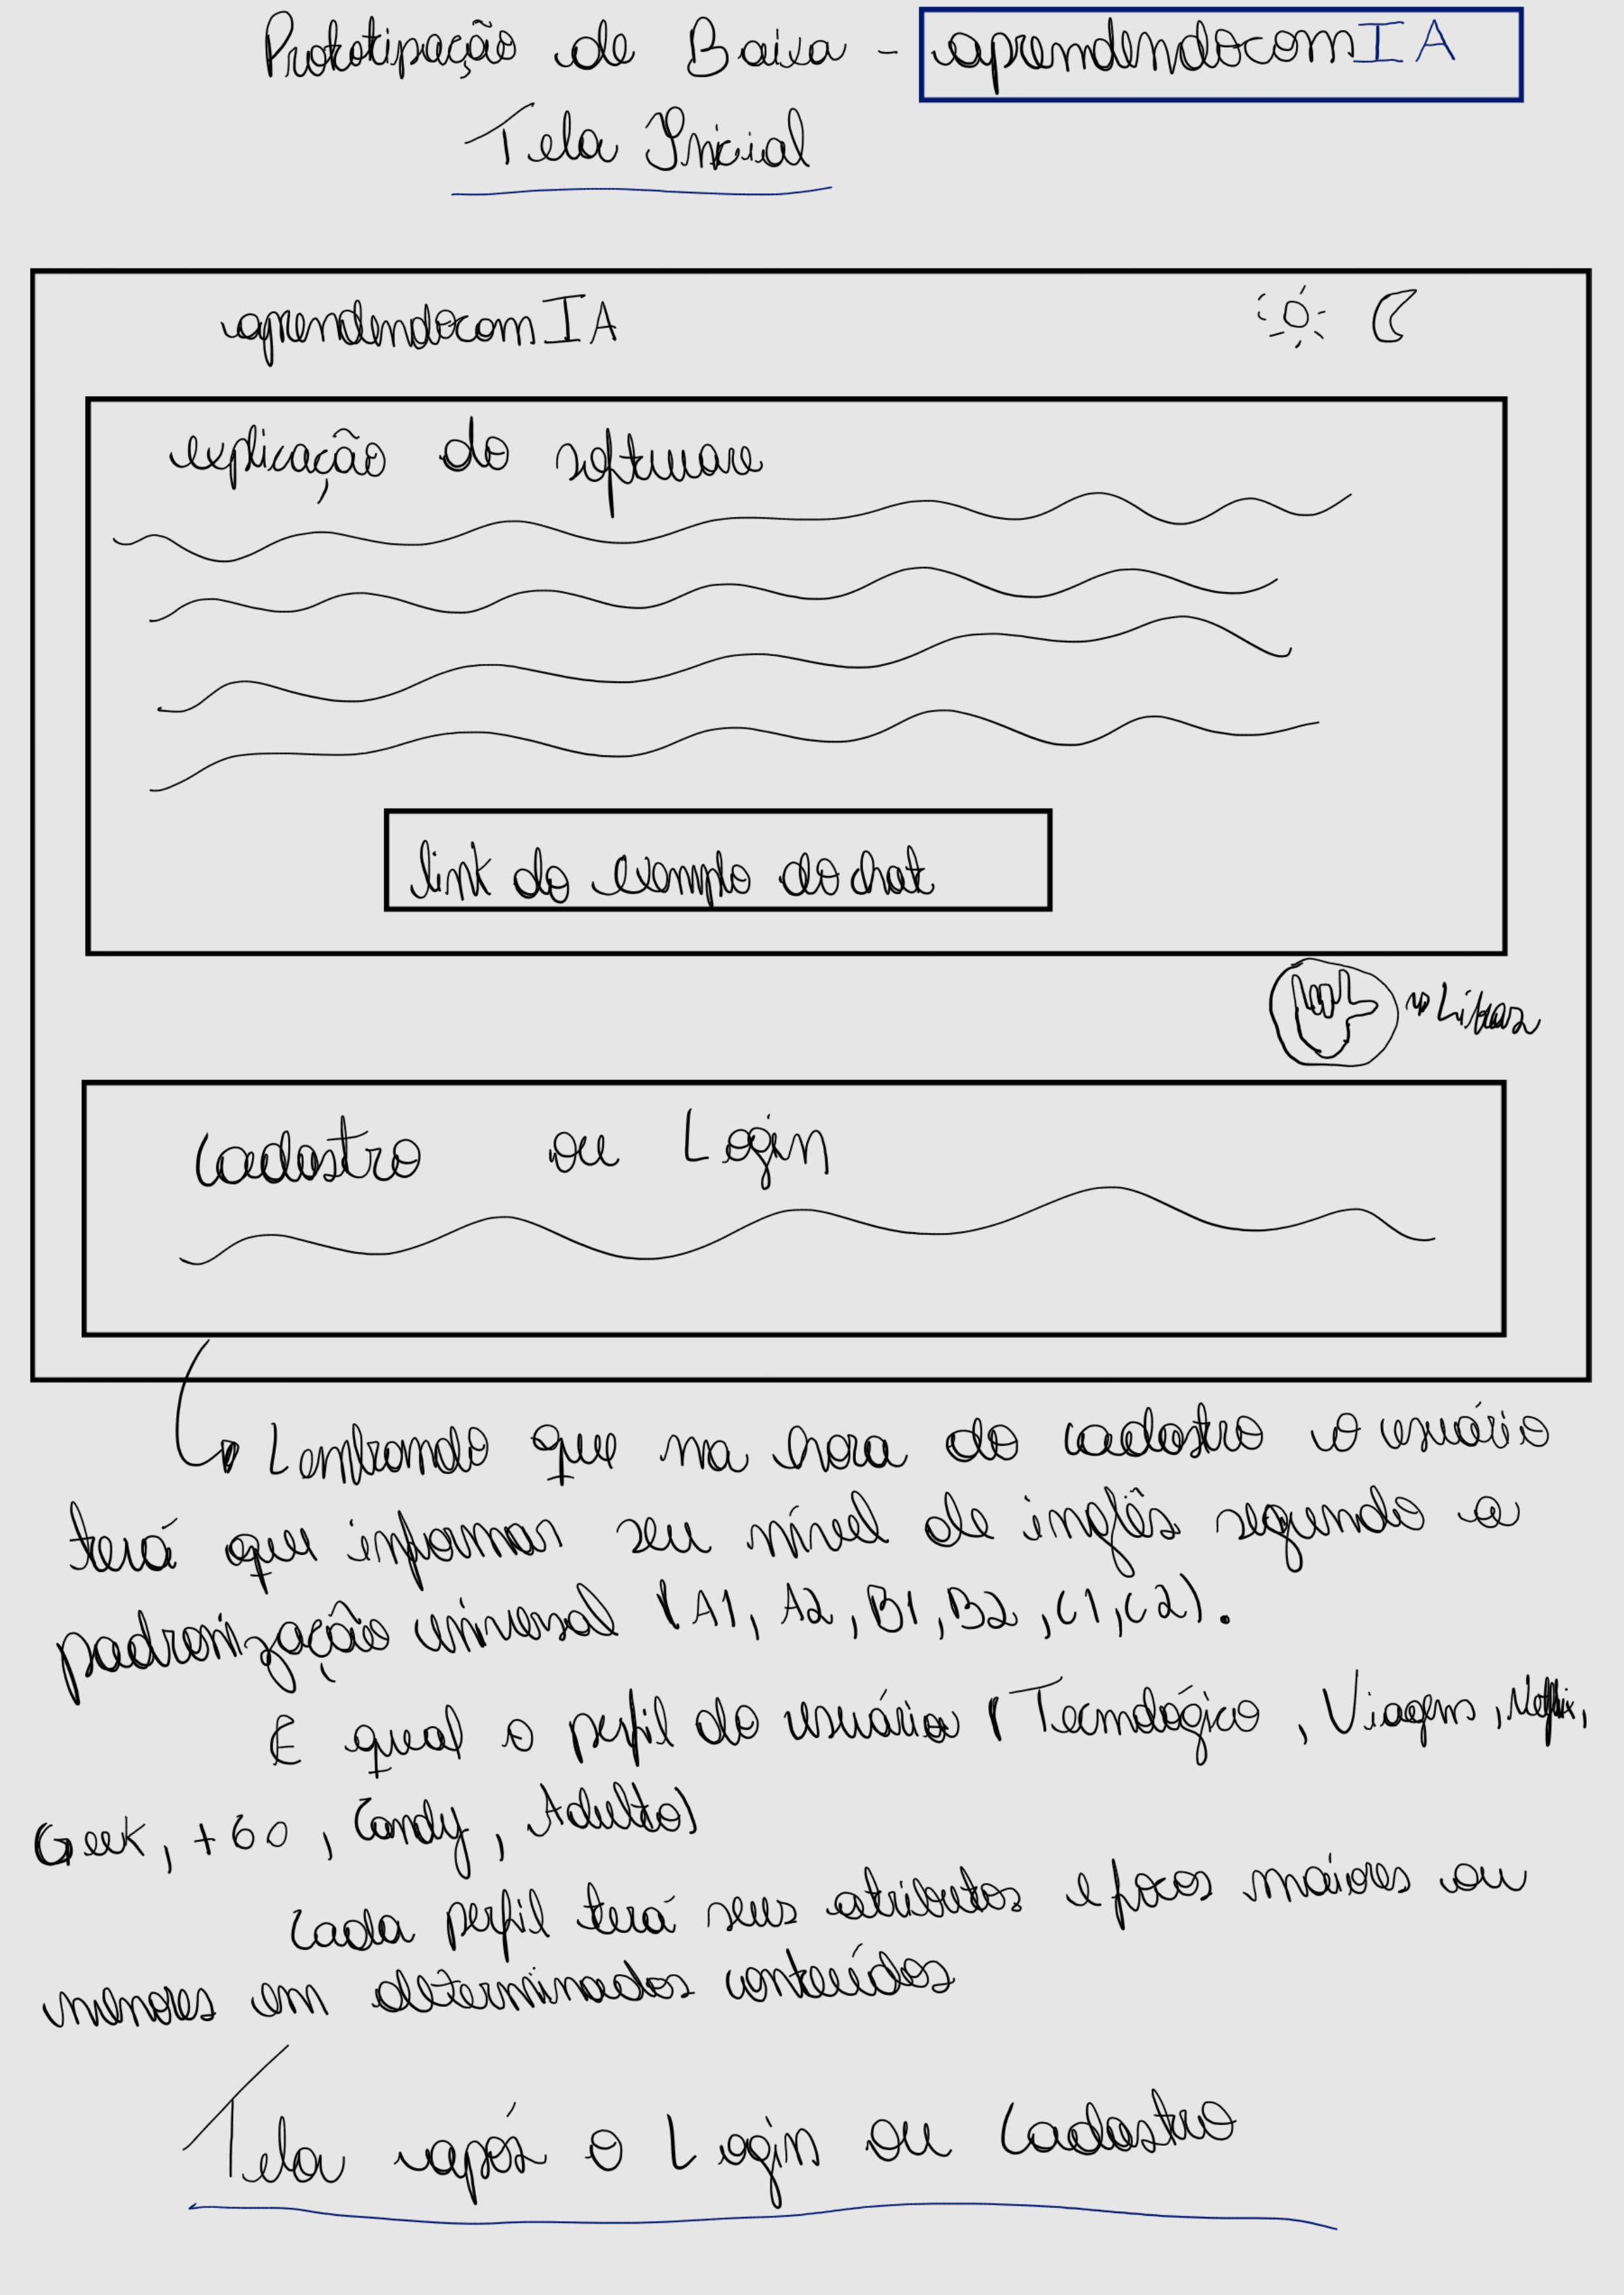 Prototipação de Baixa - aprendendocomIA
Tela Inicial
aprendendocomIA
explicação do software
link do exemplo do chat
Libras
Cadastro ou Login
Lembrando que na hora do cadastro o usuário
terá que informar seu nível de inglês segundo a
padronização universal (A1, A2, B1, B2, C1, C2).
E qual o perfil do usuário (Tecnológico, Viagens, Netflix,
Geek, +60, Candy, Adulto)
Cada perfil terá seus atributos e focos maiores ou
menores em determinados conteúdos
Tela após o Login ou Cadastro